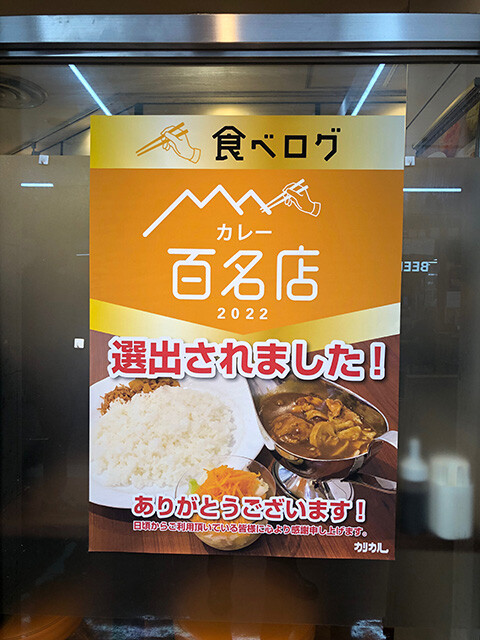 食べログ
カレー
百名店
2022
選出されました!
ありがとうございます!
日頃からご利用頂いている皆様に心より感謝申し上げます。
カリカル